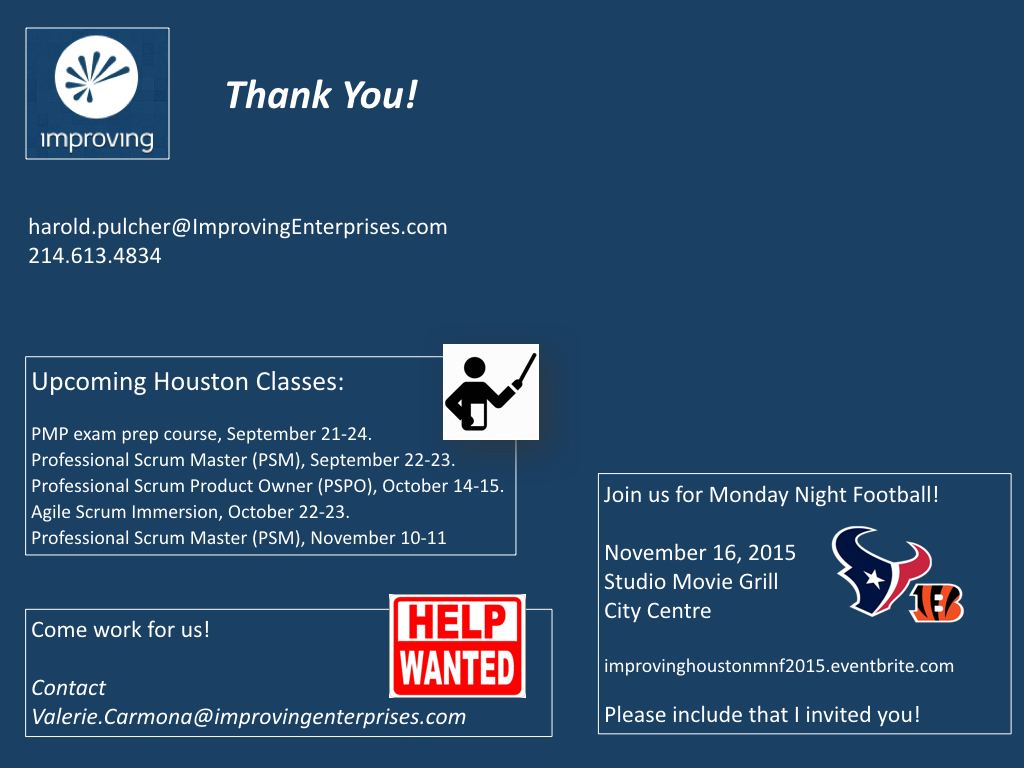 improving
Thank You!
harold.pulcher@ImprovingEnterprises.com
214.613.4834
Upcoming Houston Classes:
PMP exam prep course, September 21-24.
Professional Scrum Master (PSM), September 22-23.
Professional Scrum Product Owner (PSPO), October 14-15.
Agile Scrum Immersion, October 22-23.
Professional Scrum Master (PSM), November 10-11
Come work for us!
HELP
WANTED
Contact
Valerie.Carmona@improvingenterprises.com
Join us for Monday Night Football!
November 16, 2015
Studio Movie Grill
City Centre
B
improvinghoustonmnf2015.eventbrite.com
Please include that I invited you!